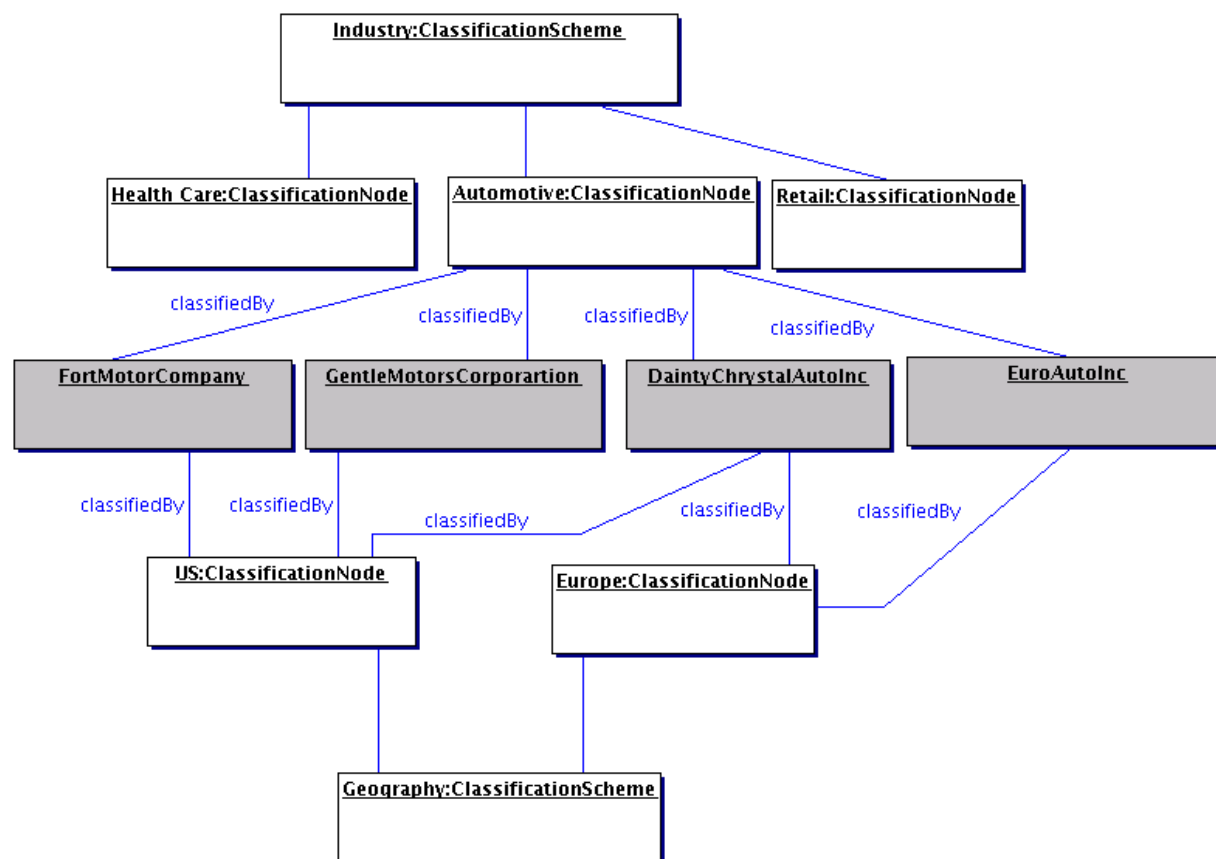 Industry:ClassificationScheme
Health Care:ClassificationNode
Automotive:ClassificationNode
Retail:ClassificationNode
classifiedBy
classifiedBy
classifiedBy
classifiedBy
FortMotorCompany
GentleMotorsCorporartion
DaintyChrystalAutoInc
EuroAutoInc
classifiedBy
classifiedBy
classifiedBy
classifiedBy
classifiedBy
US:ClassificationNode
Europe:ClassificationNode
Geography:ClassificationScheme